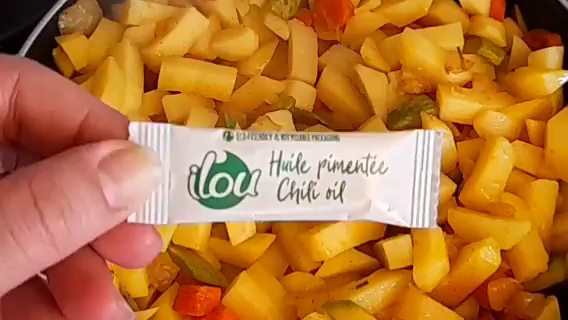 ECO-FRIENDLY & RECYCLABLE PACKAGING
ilou
Huile pimentée
Chili oil